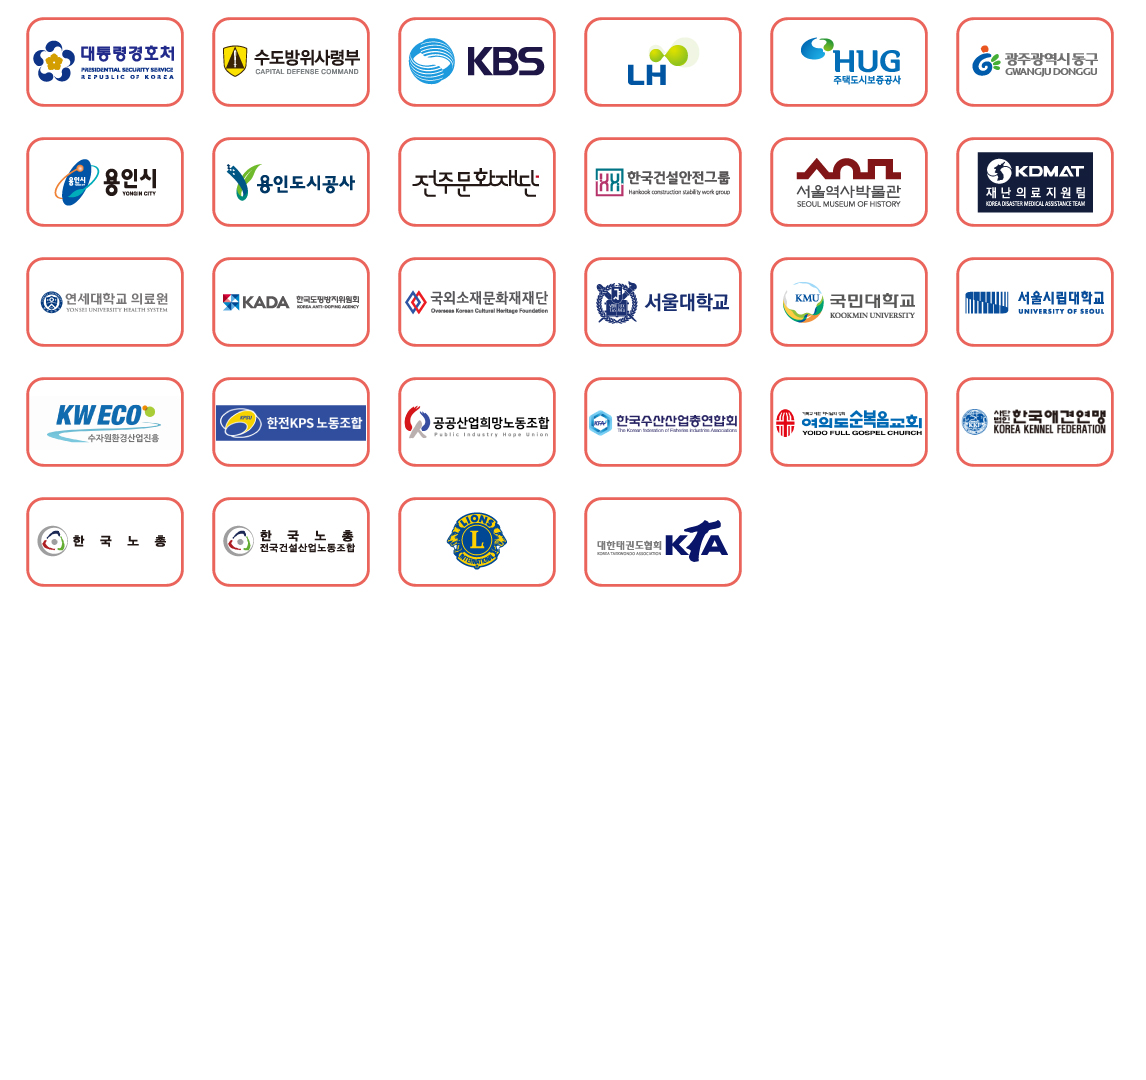 대통령경호처
PRESIDENTIAL SECURITY SERVICE
REPUBLIC OF KOREA
수도방위사령부
CAPITAL DEFENSE COMMAND
KBS
LH
HUG
주택도시보증공사
광주광역시 동구
GWANGJU DONGGU
용인시
용인시
YONGIN CITY
용인도시공사
전주문화재단
한국건설안전그룹
Hankook construction stability work group
서울역사박물관
SEOUL MUSEUM OF HISTORY
KDMAT
재난의료지원팀
KOREA DISASTER MEDICAL ASSISTANCE TEAM
연세대학교 의료원
YONSEI UNIVERSITY HEALTH SYSTEM
KADA
한국도핑방지위원회
KOREA ANTI-DOPING AGENCY
국외소재문화재재단
Overseas Korean Cultural Heritage Foundation
서울대학교
KMU
국민대학교
KOOKMIN UNIVERSITY
서울시립대학교
UNIVERSITY OF SEOUL
KW ECO
수자원환경산업진흥
KPSU
한전KPS 노동조합
공공산업희망노동조합
Public Industry Hope Union
한국수산산업총연합회
The Korean federation of Fisheries Industries Associations
여의도순복음교회
YOIDO FULL GOSPEL CHURCH
KKF
사단
법인 한국애견연맹
KOREA KENNEL FEDERATION
한 국 노 총
한 국 노 총
전국건설산업노동조합
LIONS
L
INTERNATIONAL
대한태권도협회
KOREA TAEKWONDO ASSOCIATION
KTA